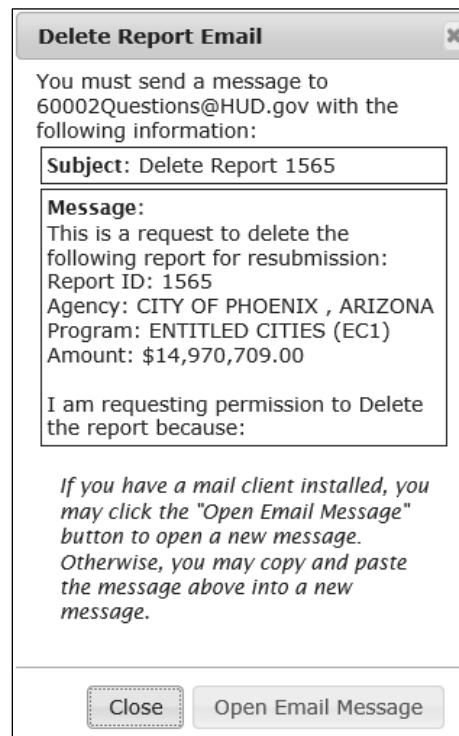 Delete Report Email
You must send a message to
60002Questions@HUD.gov with the
following information:
Subject: Delete Report 1565
Message:
This is a request to delete the
following report for resubmission:
Report ID: 1565
Agency: CITY OF PHOENIX , ARIZONA
Program: ENTITLED CITIES (EC1)
Amount: $14,970,709.00
I am requesting permission to Delete
the report because:
If you have a mail client installed, you
may click the "Open Email Message"
button to open a new message.
Otherwise, you may copy and paste
the message above into a new
message.
Close Open Email Message